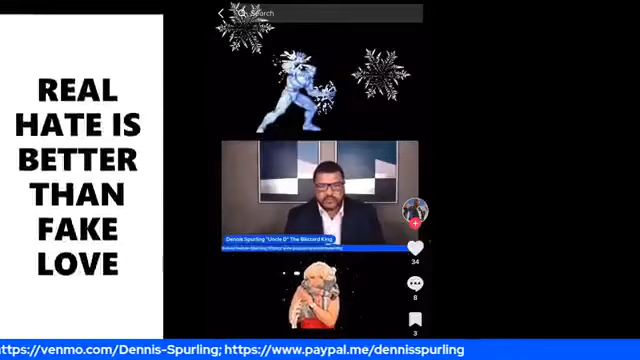 REAL
HATE IS
BETTER
THAN
FAKE
LOVE
Search
Dennis Spurling "Uncle D" The Blizzard King
34
8
3
https://venmo.com/Dennis-Spurling; https://www.paypal.me/dennisspurling